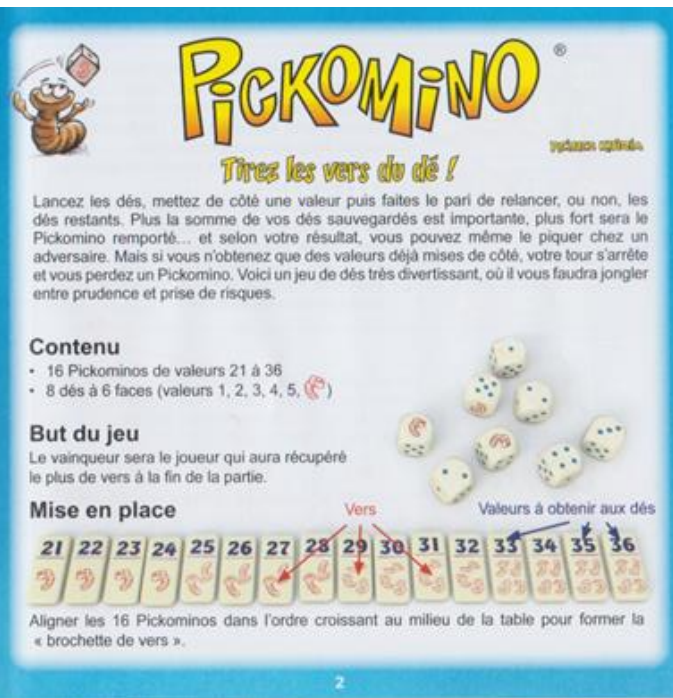 PICKOMINO ®
Tirez les vers du dé !
Lancez les dés, mettez de côté une valeur puis faites le pari de relancer, ou non, les
dés restants. Plus la somme de vos dés sauvegardés est importante, plus fort sera le
Pickomino remporté... et selon votre résultat, vous pouvez même le piquer chez un
adversaire. Mais si vous n'obtenez que des valeurs déjà mises de côté, votre tour s'arrête
et vous perdez un Pickomino. Voici un jeu de dés très divertissant, où il vous faudra jongler
entre prudence et prise de risques.
Contenu
• 16 Pickominos de valeurs 21 à 36
• 8 dés à 6 faces (valeurs 1, 2, 3, 4, 5, )
But du jeu
Le vainqueur sera le joueur qui aura récupéré
le plus de vers à la fin de la partie.
Mise en place
Vers
Valeurs à obtenir aux dés
21 22 23 24 25 26 27 28 29 30 31 32 33 34 35 36
Aligner les 16 Pickominos dans l'ordre croissant au milieu de la table pour former la
« brochette de vers ».
2